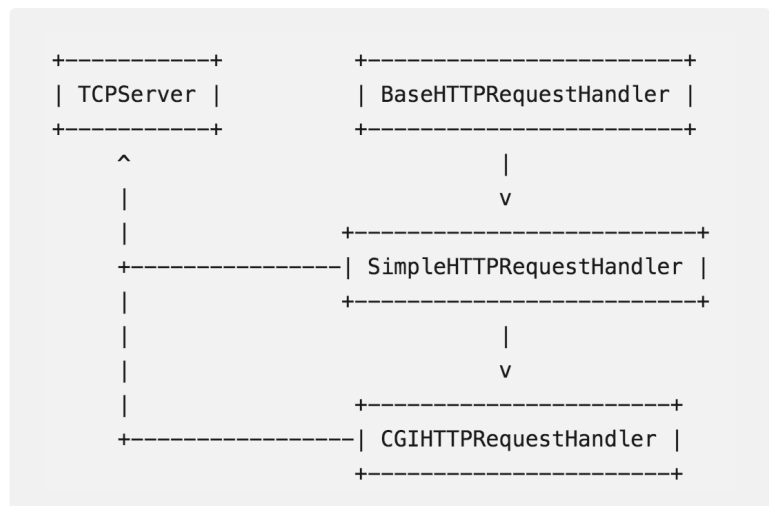 +-----------+           +-------------------------+
| TCPServer |           | BaseHTTPRequestHandler |
+-----------+           +-------------------------+
     ^                             |
     |                             v
     |                 +---------------------------+
     +----------------| SimpleHTTPRequestHandler |
     |                 +---------------------------+
     |                             |
     |                             v
     |                  +------------------------+
     +-----------------| CGIHTTPRequestHandler |
                        +------------------------+